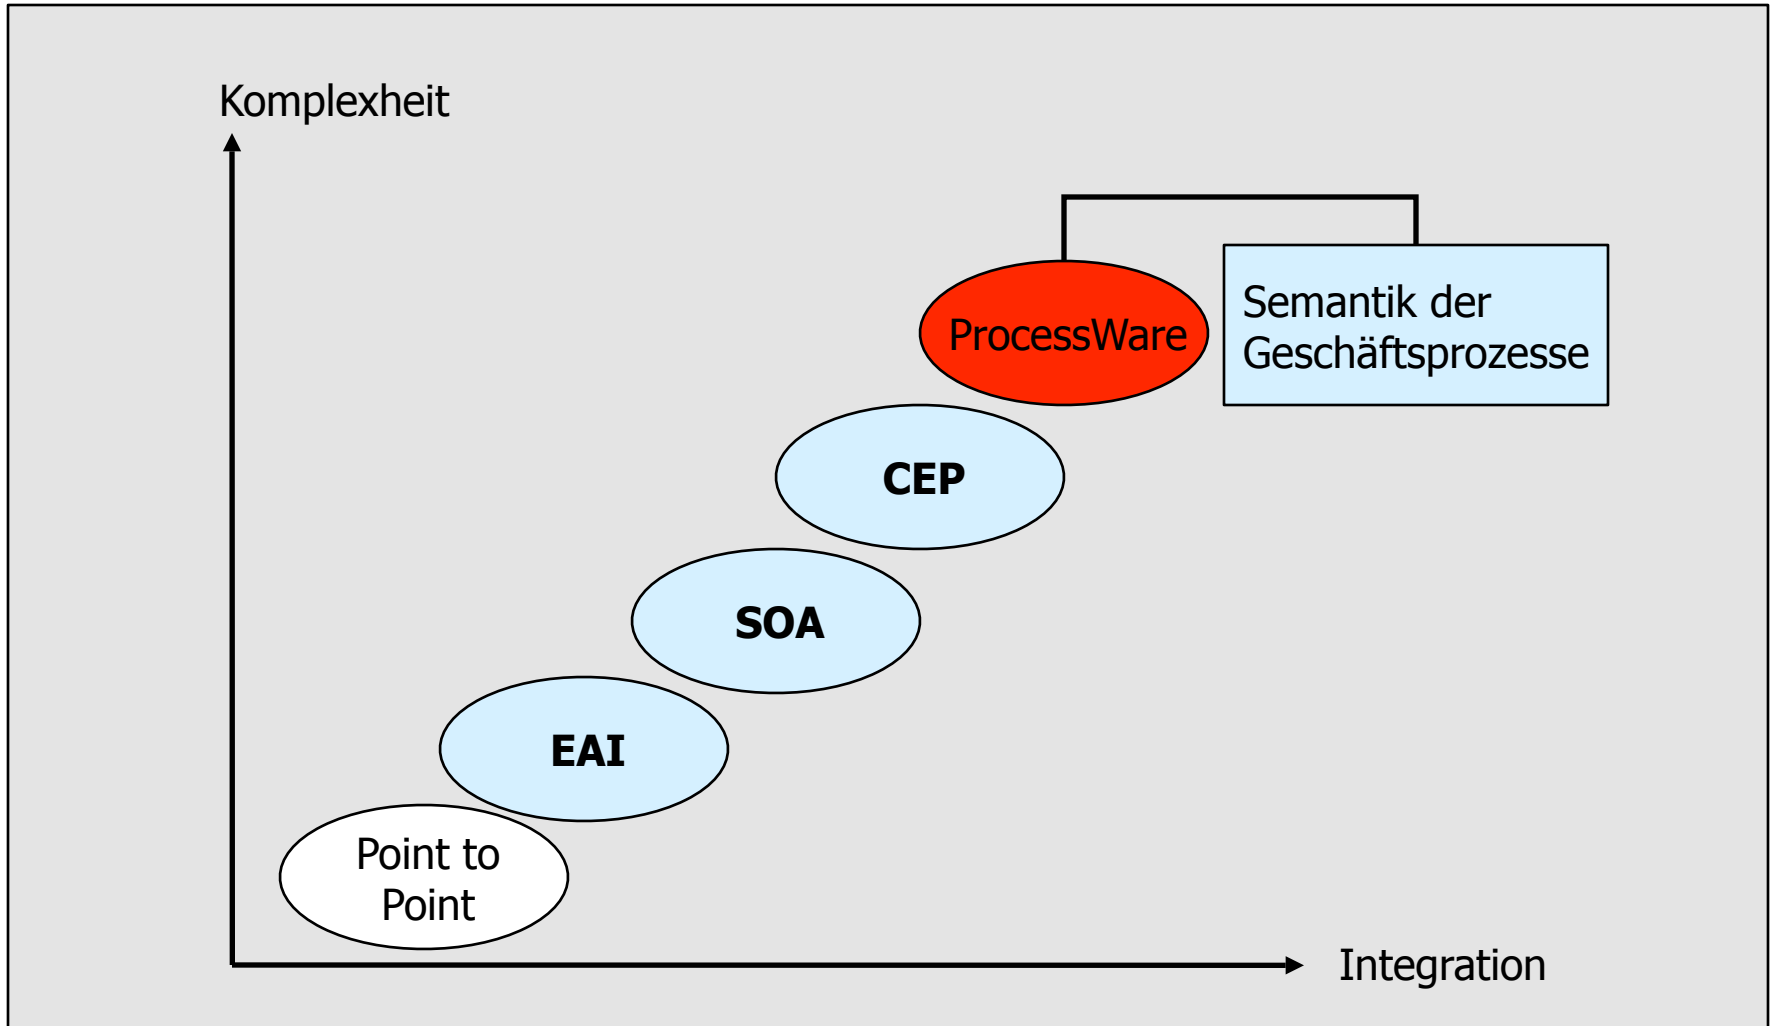 Komplexheit
ProcessWare
Semantik der
Geschäftsprozesse
CEP
SOA
EAI
Point to
Point
Integration